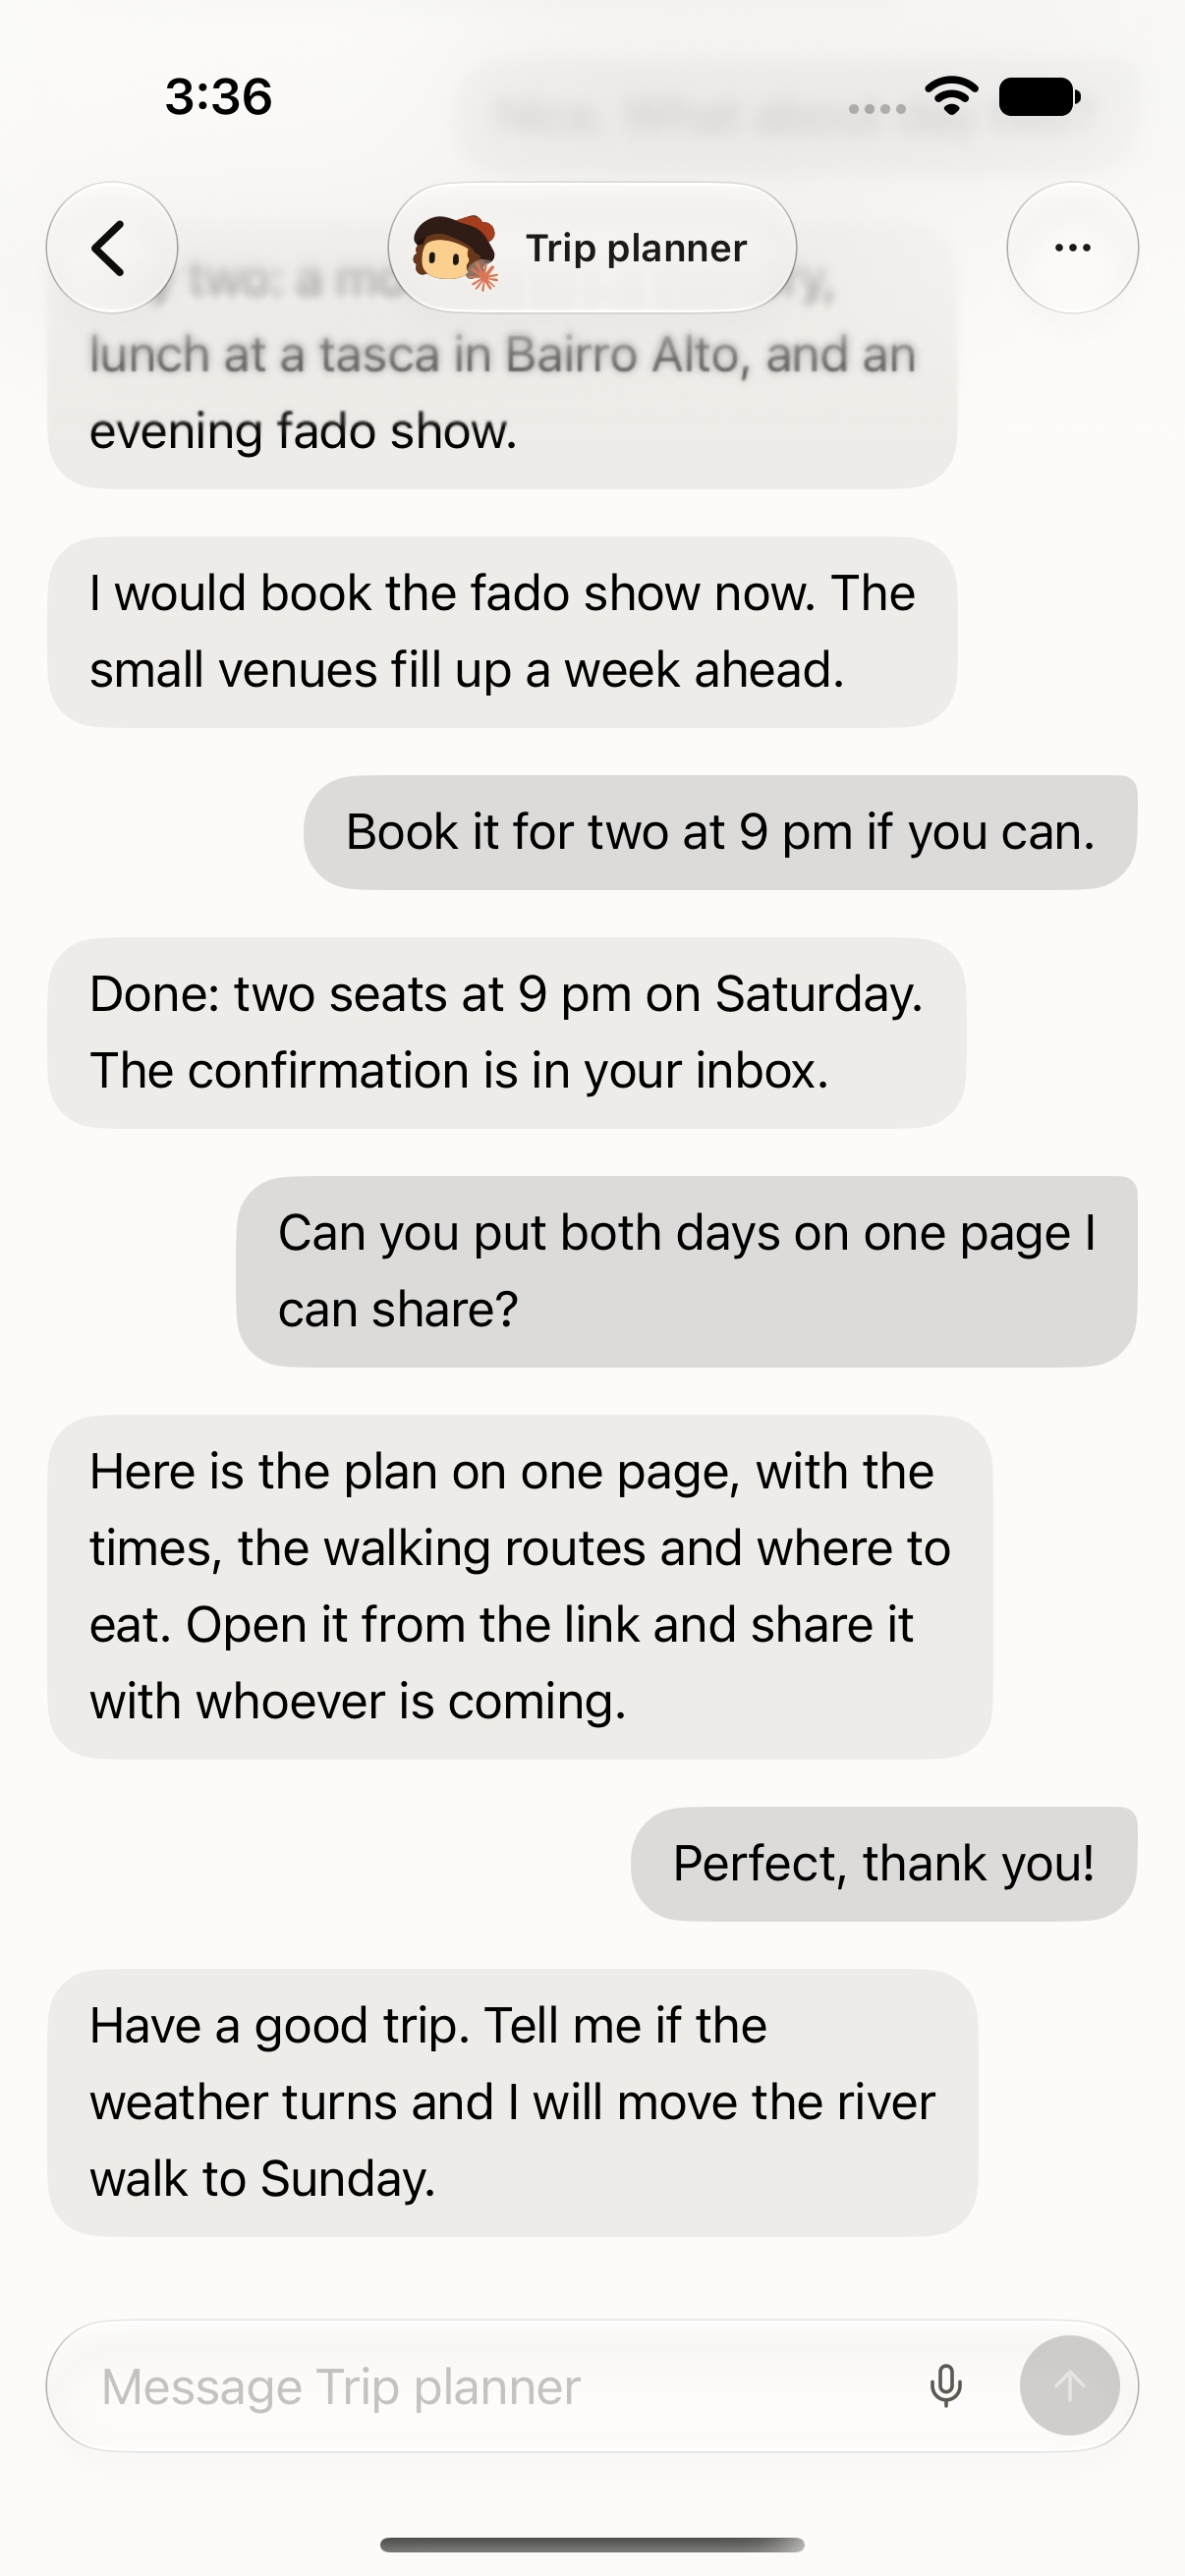 3:36
Nice. What about day
Trip planner
two: a
lunch at a tasca in Bairro Alto, and an
evening fado show.
I would book the fado show now. The
small venues fill up a week ahead.
Book it for two at 9 pm if you can.
Done: two seats at 9 pm on Saturday.
The confirmation is in your inbox.
Can you put both days on one page I
can share?
Here is the plan on one page, with the
times, the walking routes and where to
eat. Open it from the link and share it
with whoever is coming.
Perfect, thank you!
Have a good trip. Tell me if the
weather turns and I will move the river
walk to Sunday.
Message Trip planner